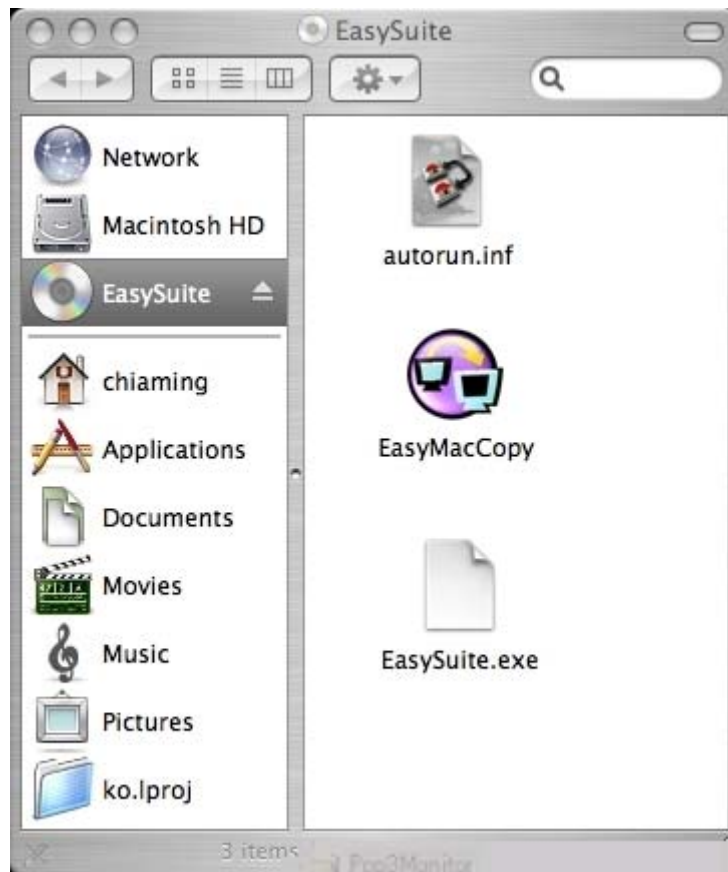 EasySuite
Network
Macintosh HD
EasySuite
chiaming
Applications
Documents
Movies
Music
Pictures
ko.lproj
autorun.inf
EasyMacCopy
EasySuite.exe
3 items
Pop3Monitor